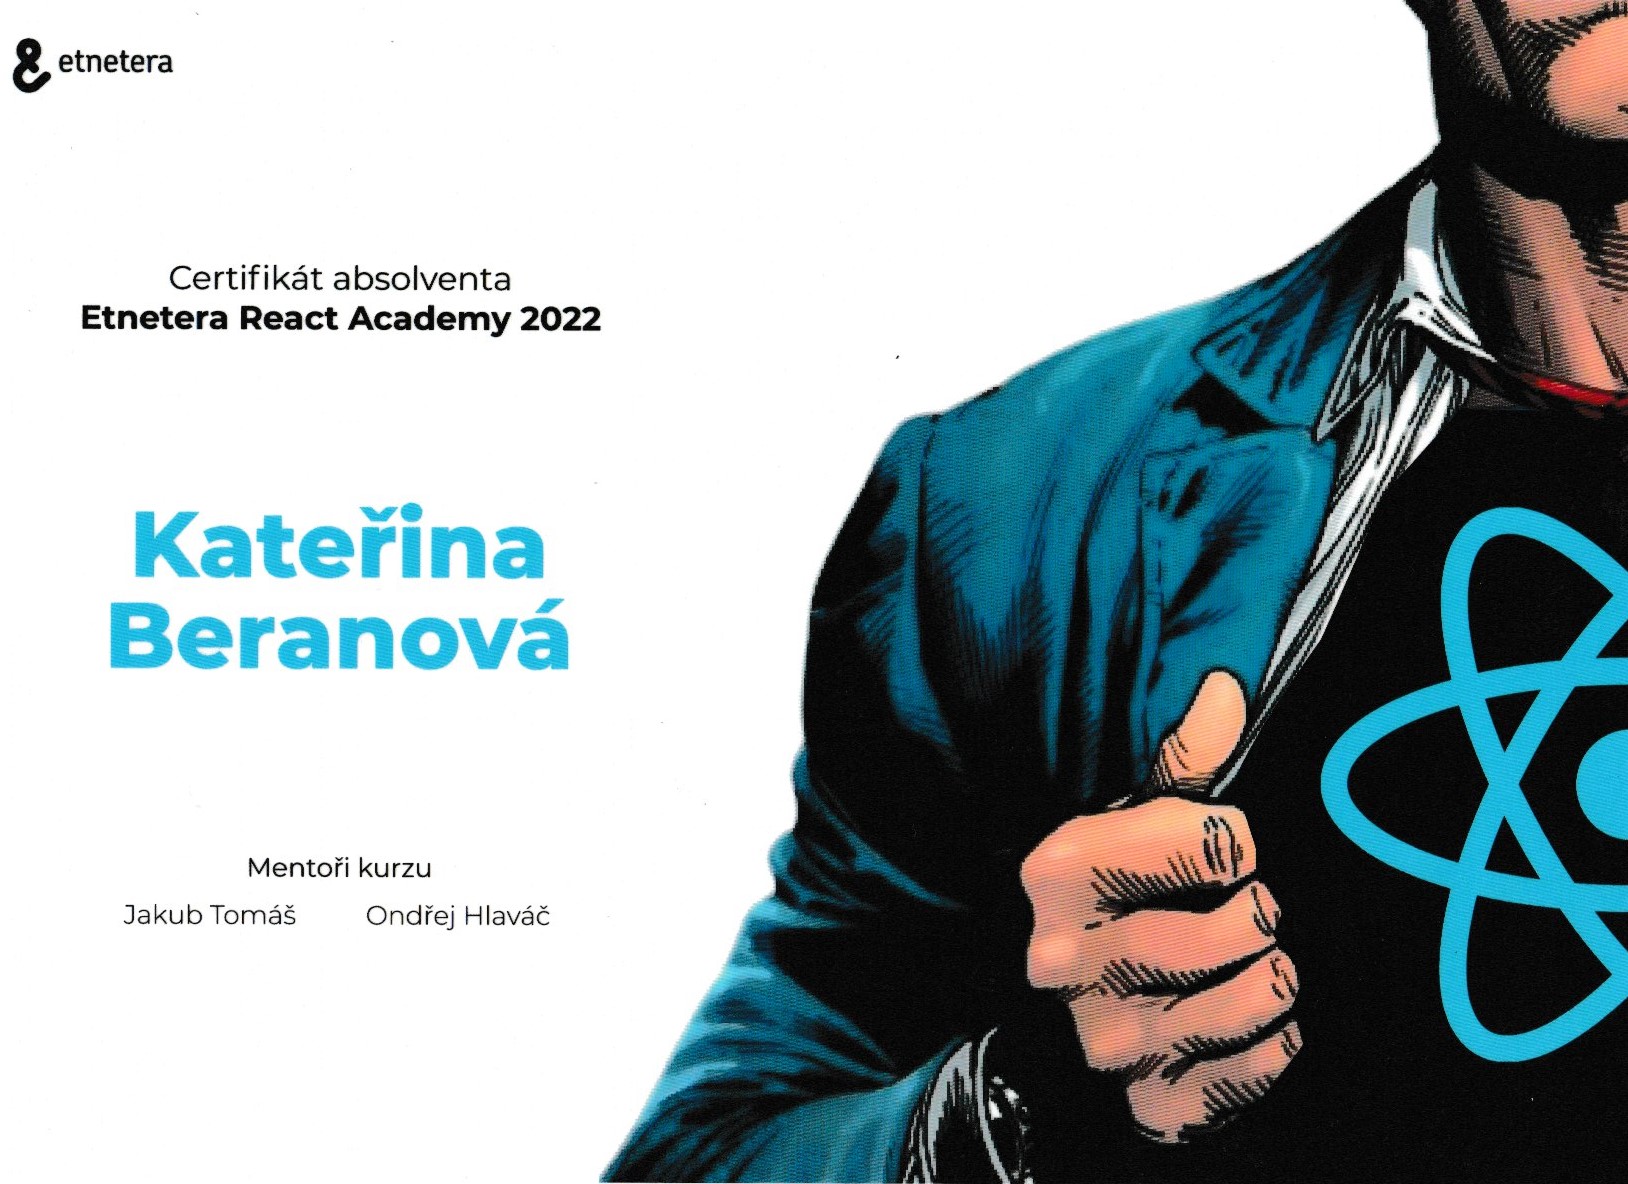 etnetera
Certifikát absolventa
Etnetera React Academy 2022
Kateřina
Beranová
Mentoři kurzu
Jakub Tomáš Ondřej Hlaváč